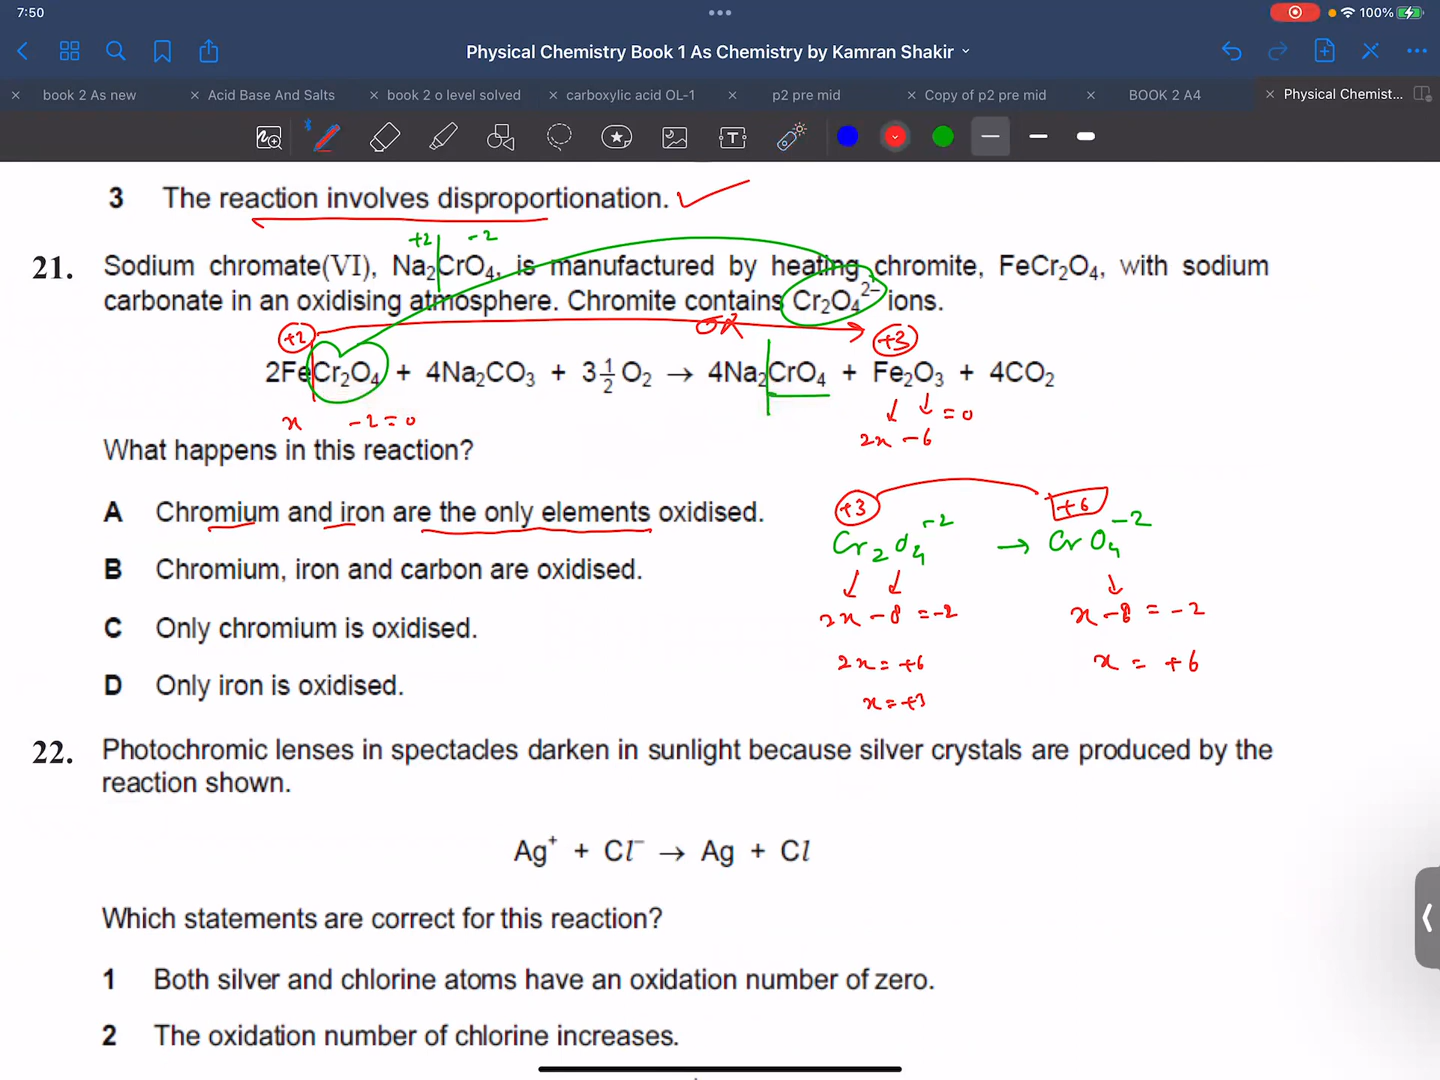 7:50
100%
Physical Chemistry Book 1 As Chemistry by Kamran Shakir
book 2 As new
Acid Base And Salts
book 2 o level solved
carboxylic acid OL-1
p2 pre mid
Copy of p2 pre mid
BOOK 2 A4
Physical Chemist...
3 The reaction involves disproportionation.
+2 -2
21. Sodium chromate(VI), Na₂CrO₄, is manufactured by heating chromite, FeCr₂O₄, with sodium
carbonate in an oxidising atmosphere. Chromite contains Cr₂O₄²⁻ ions.
+2 ox +3
2FeCr₂O₄ + 4Na₂CO₃ + 3½O₂ → 4Na₂CrO₄ + Fe₂O₃ + 4CO₂
x -2 = 0
= 0
2x - 6
What happens in this reaction?
A Chromium and iron are the only elements oxidised.
+3 +6
Cr₂O₄⁻² → CrO₄⁻²
B Chromium, iron and carbon are oxidised.
2x - 8 = -2 x - 8 = -2
C Only chromium is oxidised.
2x = +6 x = +6
D Only iron is oxidised.
x = +3
22. Photochromic lenses in spectacles darken in sunlight because silver crystals are produced by the
reaction shown.
Ag⁺ + Cl⁻ → Ag + Cl
Which statements are correct for this reaction?
1 Both silver and chlorine atoms have an oxidation number of zero.
2 The oxidation number of chlorine increases.